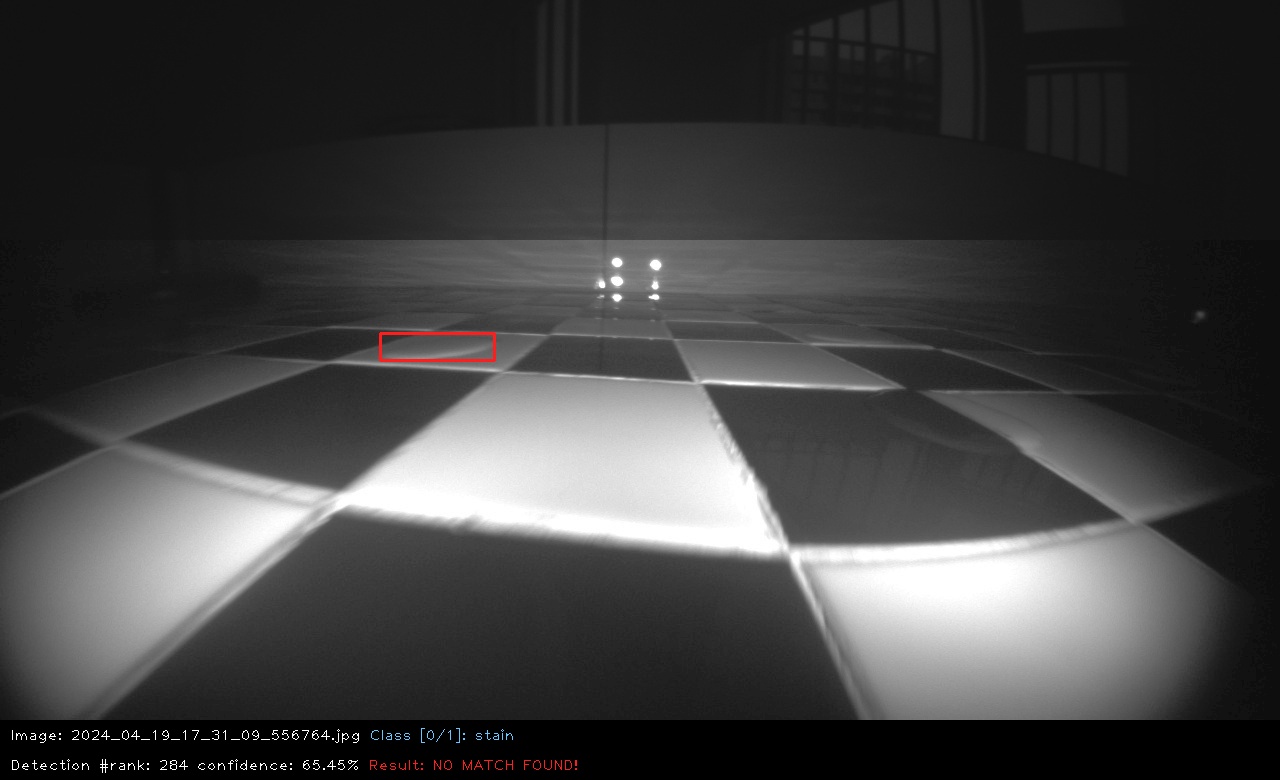 Image: 2024_04_19_17_31_09_556764.jpg Class [0/1]: stain
Detection #rank: 284 confidence: 65.45% Result: NO MATCH FOUND!